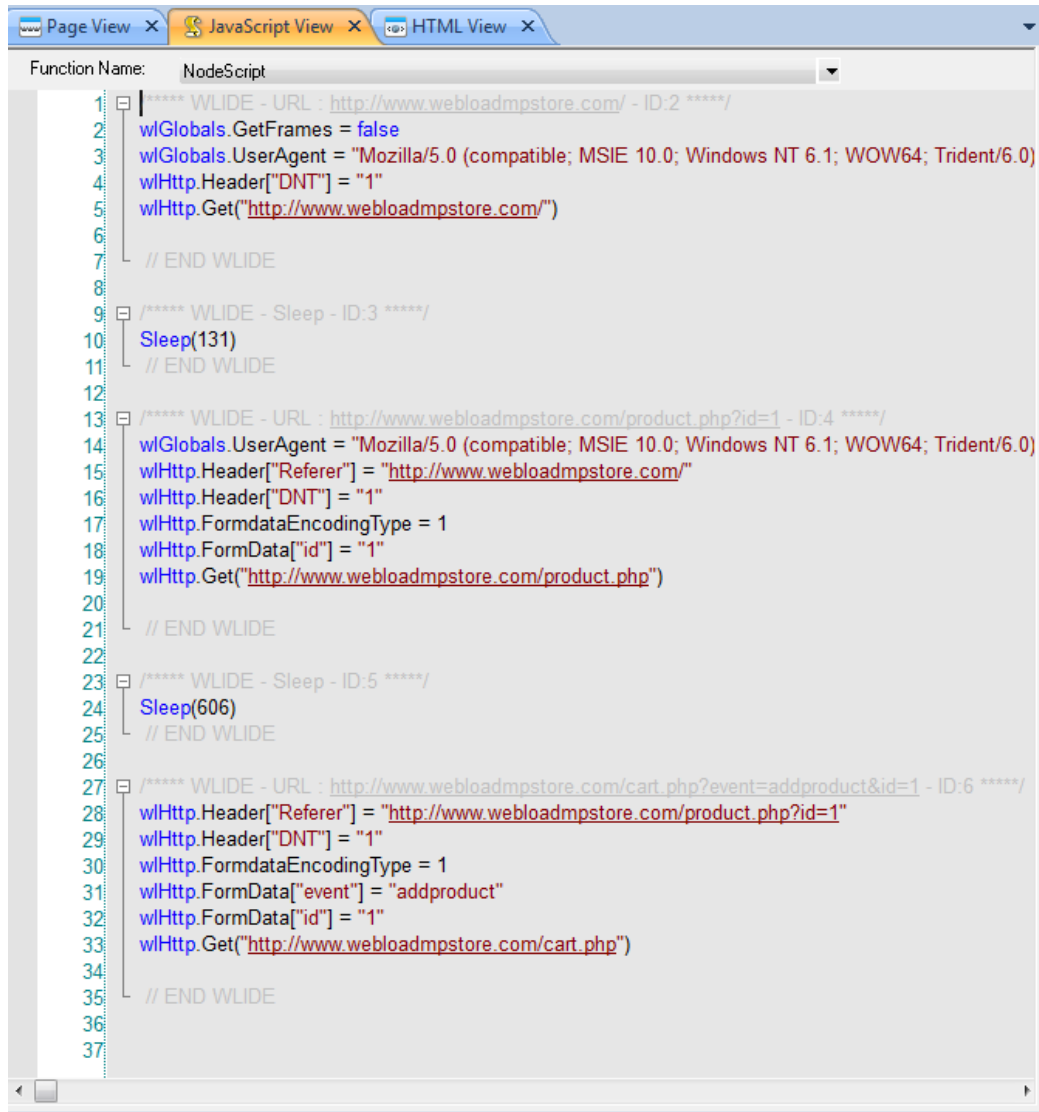 Page View X JavaScript View X HTML View X
Function Name: NodeScript
1 /***** WLIDE - URL : http://www.webloadmpstore.com/ - ID:2 *****/
2 wlGlobals.GetFrames = false
3 wlGlobals.UserAgent = "Mozilla/5.0 (compatible; MSIE 10.0; Windows NT 6.1; WOW64; Trident/6.0)
4 wlHttp.Header["DNT"] = "1"
5 wlHttp.Get("http://www.webloadmpstore.com/")
6
7 // END WLIDE
8
9 /***** WLIDE - Sleep - ID:3 *****/
10 Sleep(131)
11 // END WLIDE
12
13 /***** WLIDE - URL : http://www.webloadmpstore.com/product.php?id=1 - ID:4 *****/
14 wlGlobals.UserAgent = "Mozilla/5.0 (compatible; MSIE 10.0; Windows NT 6.1; WOW64; Trident/6.0)
15 wlHttp.Header["Referer"] = "http://www.webloadmpstore.com/"
16 wlHttp.Header["DNT"] = "1"
17 wlHttp.FormdataEncodingType = 1
18 wlHttp.FormData["id"] = "1"
19 wlHttp.Get("http://www.webloadmpstore.com/product.php")
20
21 // END WLIDE
22
23 /***** WLIDE - Sleep - ID:5 *****/
24 Sleep(606)
25 // END WLIDE
26
27 /***** WLIDE - URL : http://www.webloadmpstore.com/cart.php?event=addproduct&id=1 - ID:6 *****/
28 wlHttp.Header["Referer"] = "http://www.webloadmpstore.com/product.php?id=1"
29 wlHttp.Header["DNT"] = "1"
30 wlHttp.FormdataEncodingType = 1
31 wlHttp.FormData["event"] = "addproduct"
32 wlHttp.FormData["id"] = "1"
33 wlHttp.Get("http://www.webloadmpstore.com/cart.php")
34
35 // END WLIDE
36
37